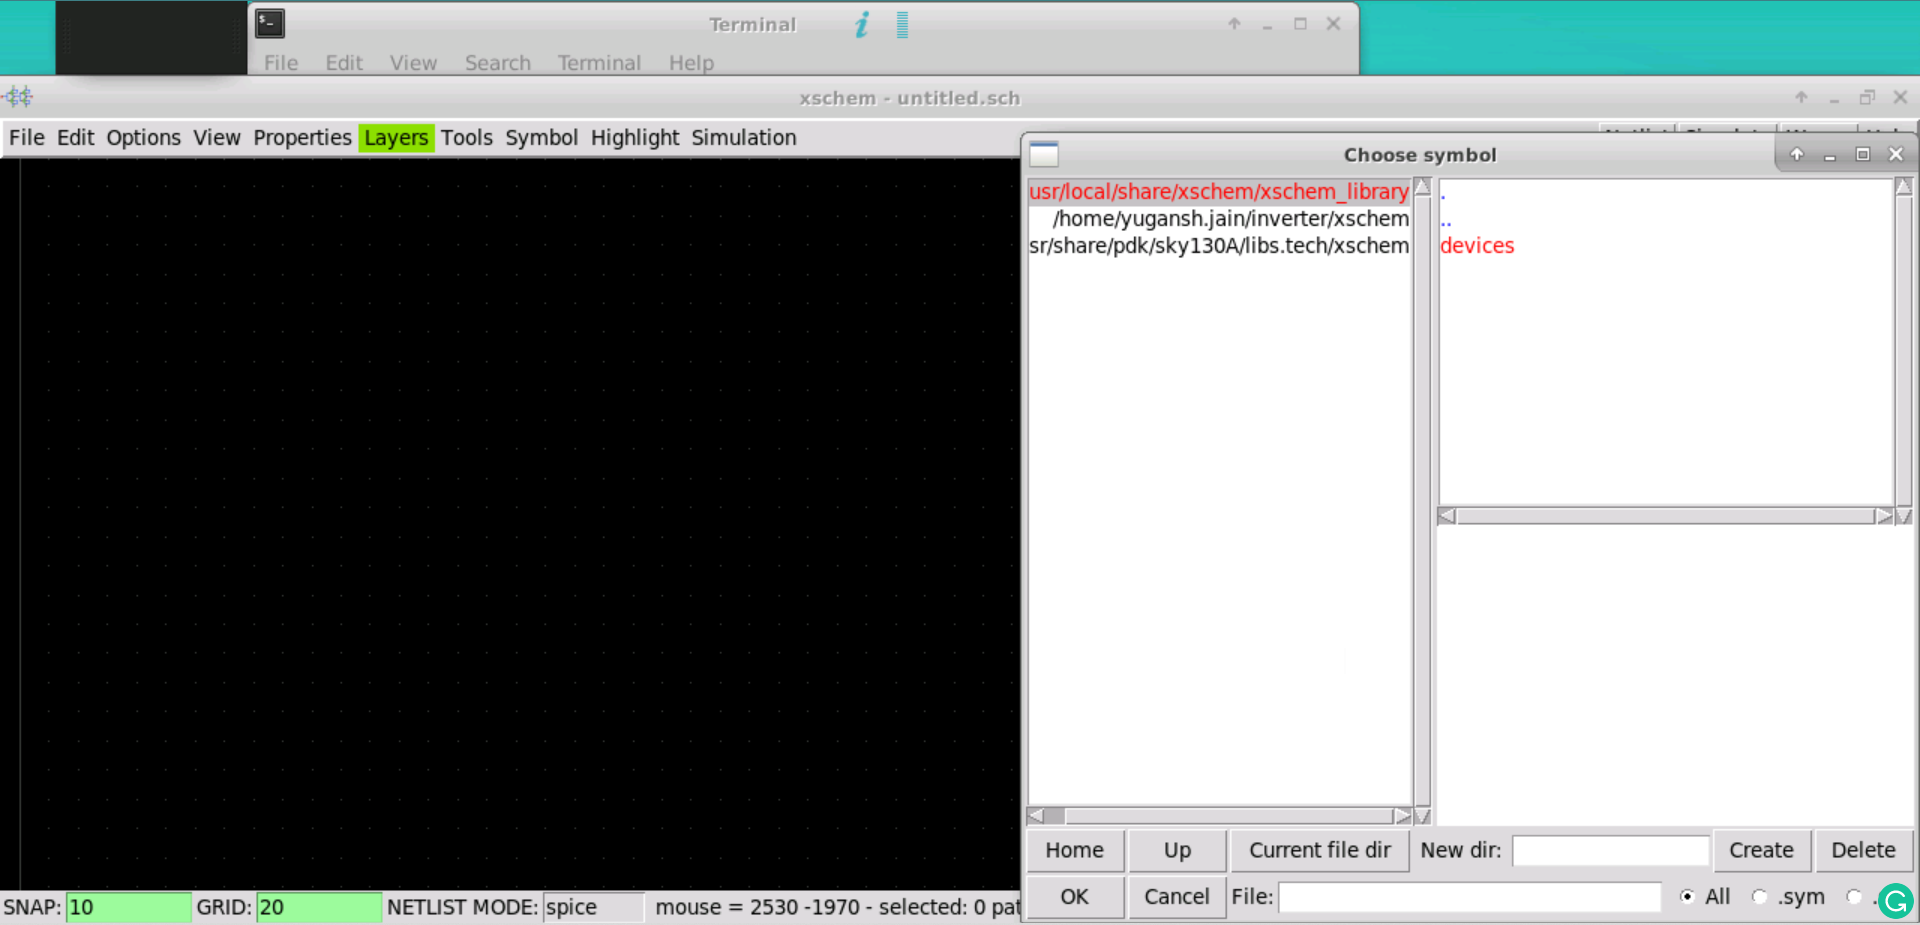 Terminal
File Edit View Search Terminal Help
xschem - untitled.sch
File Edit Options View Properties Layers Tools Symbol Highlight Simulation
Choose symbol
usr/local/share/xschem/xschem_library
/home/yugansh.jain/inverter/xschem
sr/share/pdk/sky130A/libs.tech/xschem
.
..
devices
Home Up Current file dir New dir: Create Delete
OK Cancel File: All .sym
SNAP: 10 GRID: 20 NETLIST MODE: spice mouse = 2530 -1970 - selected: 0 pat